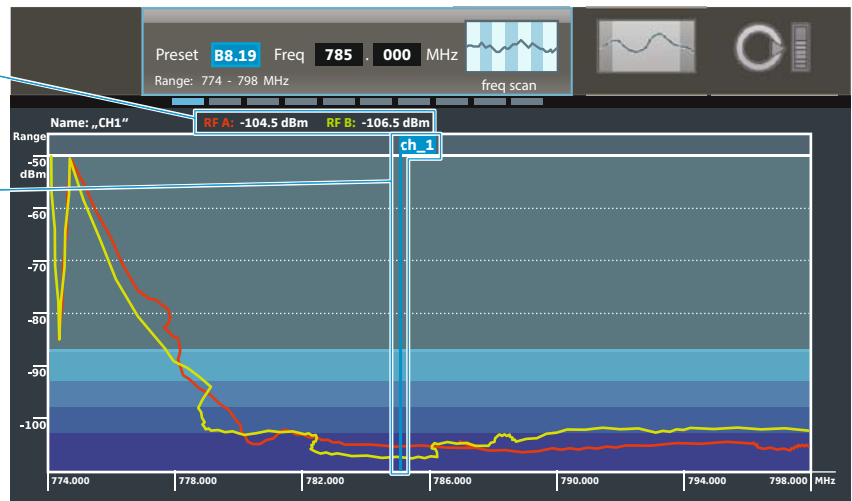 Preset B8.19 Freq 785 . 000 MHz
Range: 774 - 798 MHz
freq scan
Name: „CH1“ RF A: -104.5 dBm RF B: -106.5 dBm
Range
ch_1
-50
dBm
-60
-70
-80
-90
-100
774.000 778.000 782.000 786.000 790.000 794.000 798.000 MHz